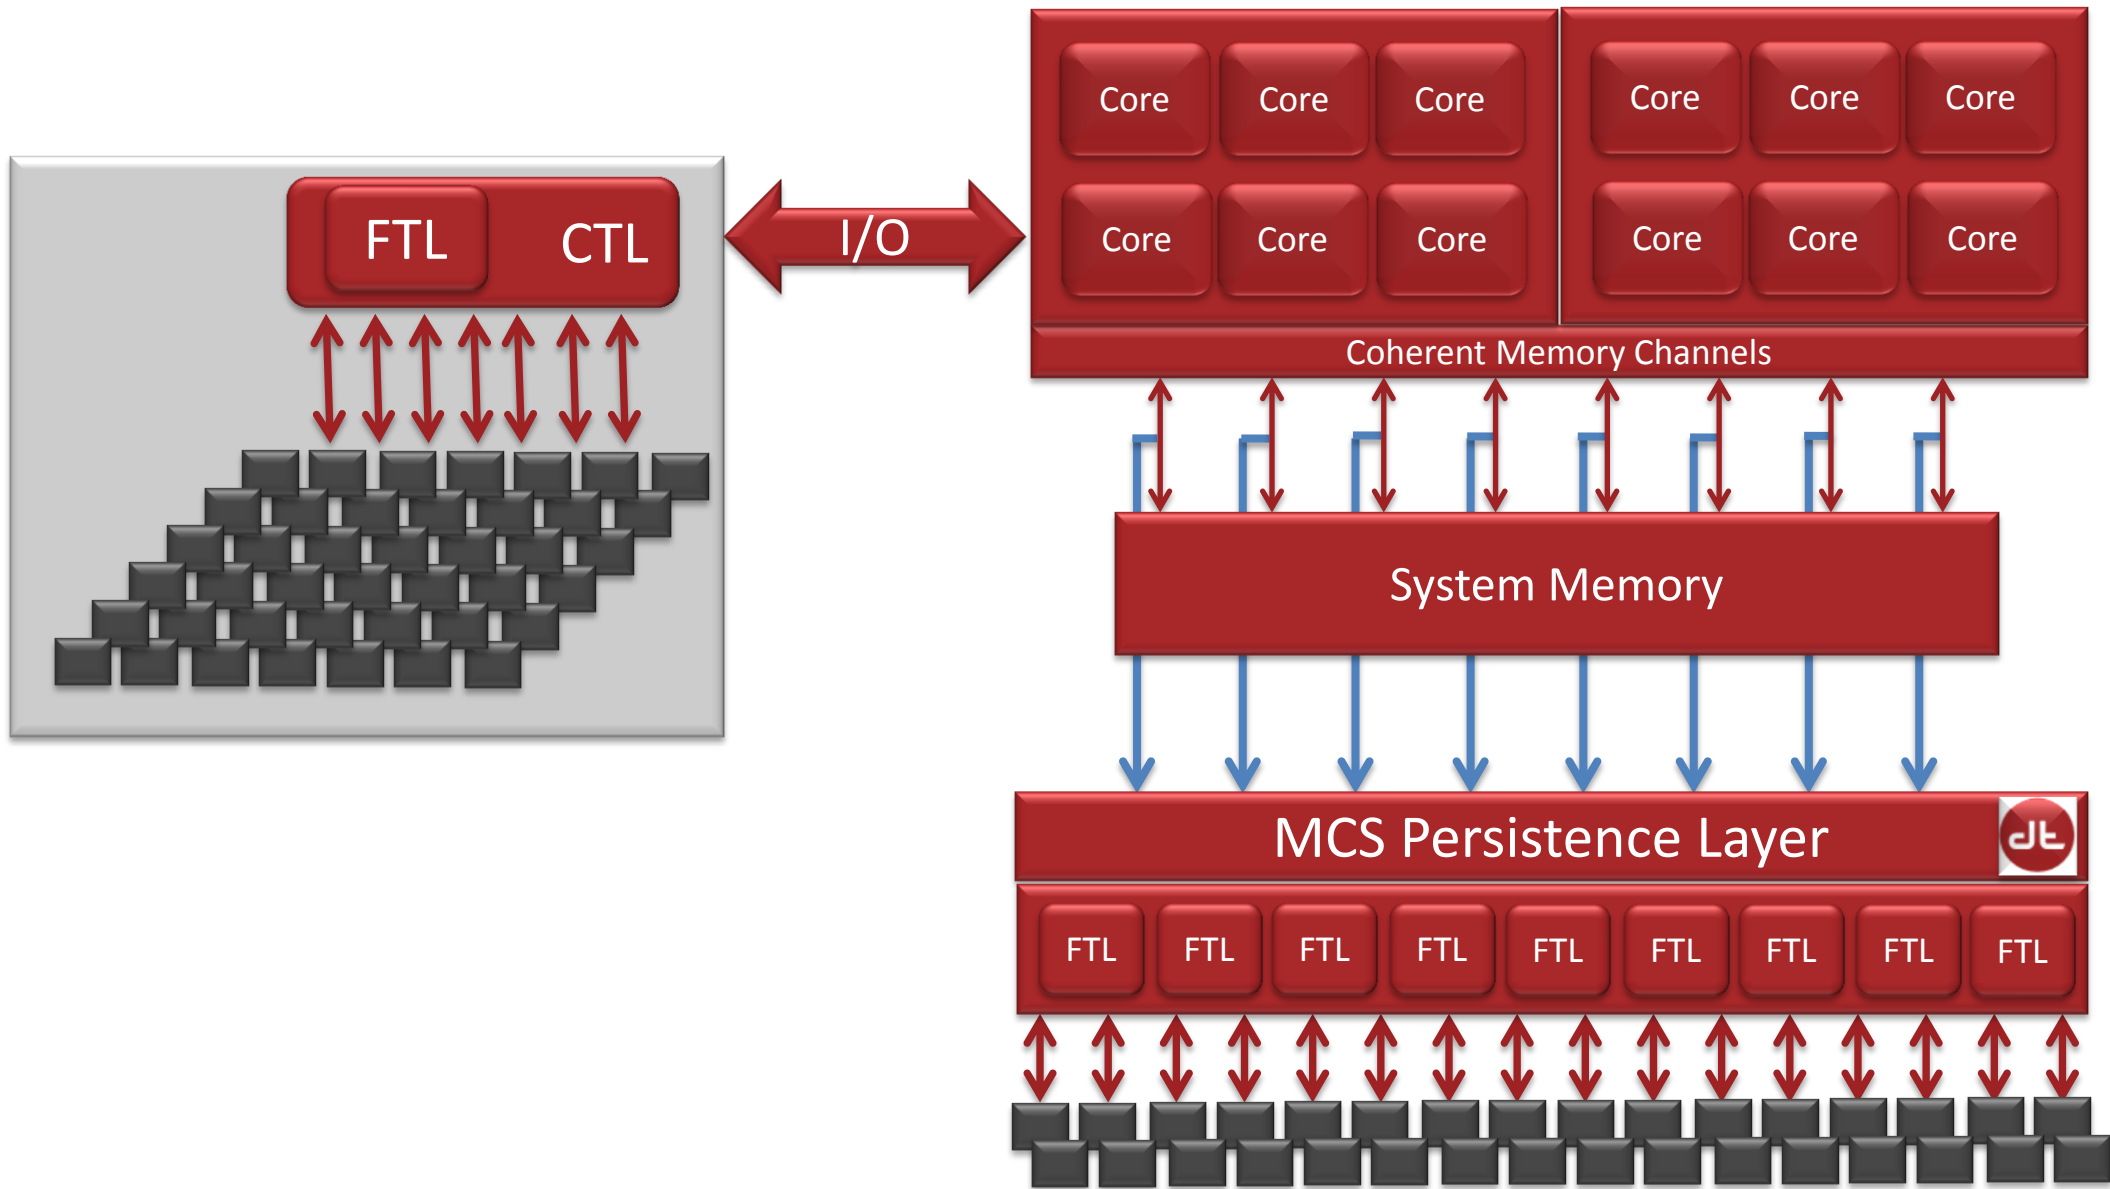 Core Core Core Core Core Core
FTL CTL I/O Core Core Core Core Core Core
Coherent Memory Channels
System Memory
MCS Persistence Layer dt
FTL FTL FTL FTL FTL FTL FTL FTL FTL